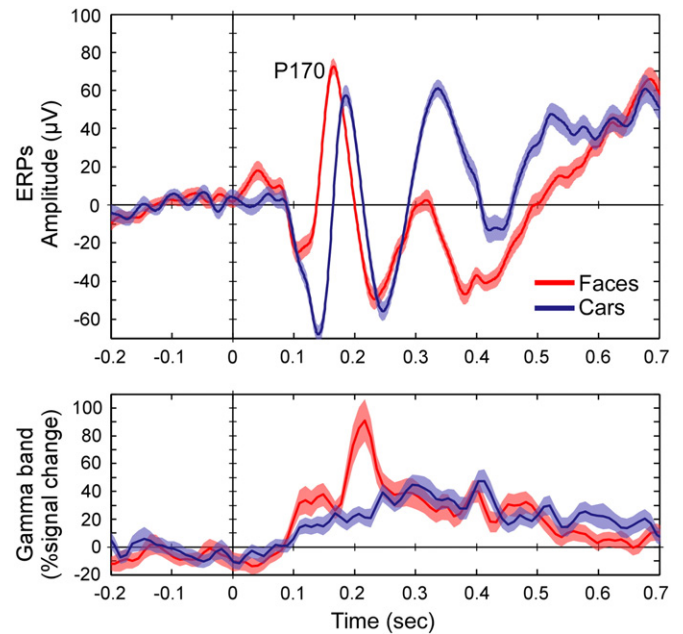 80
P170
60
40
20
0
-20
-40
-60
ERPs
Amplitude (µV)
Faces
Cars
-0.2 -0.1 0 0.1 0.2 0.3 0.4 0.5 0.6 0.7
100
80
60
40
20
0
-20
Gamma band
(%signal change)
-0.2 -0.1 0 0.1 0.2 0.3 0.4 0.5 0.6 0.7
Time (sec)